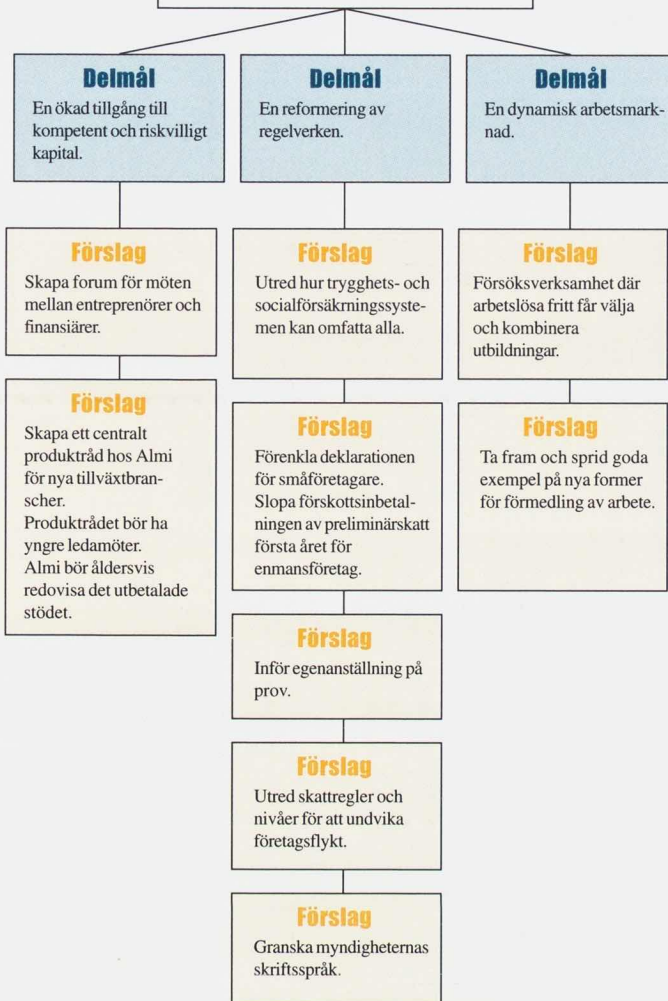 Delmål
En ökad tillgång till
kompetent och riskvilligt
kapital.
Förslag
Skapa forum för möten
mellan entreprenörer och
finansiärer.
Förslag
Skapa ett centralt
produktråd hos Almi
för nya tillväxtbran-
scher.
Produktrådet bör ha
yngre ledamöter.
Almi bör åldersvis
redovisa det utbetalade
stödet.
Delmål
En reformering av
regelverken.
Förslag
Utred hur trygghets- och
socialförsäkrningssyste-
men kan omfatta alla.
Förslag
Förenkla deklarationen
för småföretagare.
Slopa förskottsinbetal-
ningen av preliminärskatt
första året för
enmansföretag.
Förslag
Inför egenanställning på
prov.
Förslag
Utred skattregler och
nivåer för att undvika
företagsflykt.
Förslag
Granska myndigheternas
skriftsspråk.
Delmål
En dynamisk arbetsmark-
nad.
Förslag
Försöksverksamhet där
arbetslösa fritt får välja
och kombinera
utbildningar.
Förslag
Ta fram och sprid goda
exempel på nya former
för förmedling av arbete.